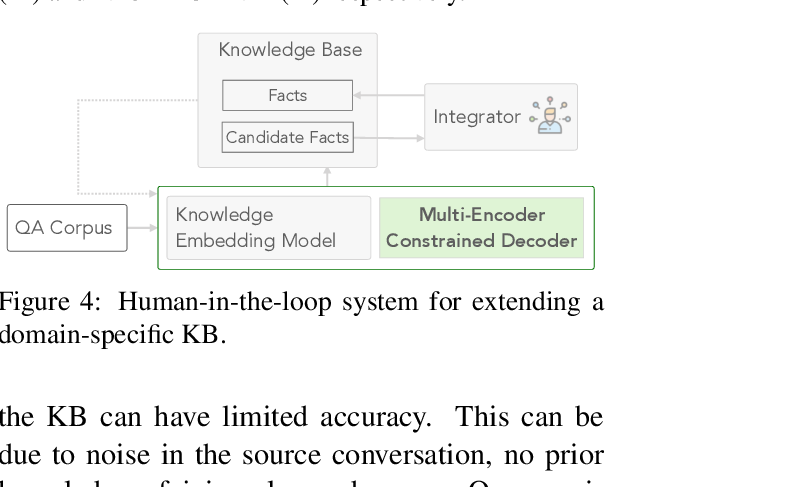 Knowledge Base
Facts
Candidate Facts
Integrator
QA Corpus
Knowledge
Embedding Model
Multi-Encoder
Constrained Decoder
Figure 4: Human-in-the-loop system for extending a
domain-specific KB.
the KB can have limited accuracy. This can be
due to noise in the source conversation, no prior